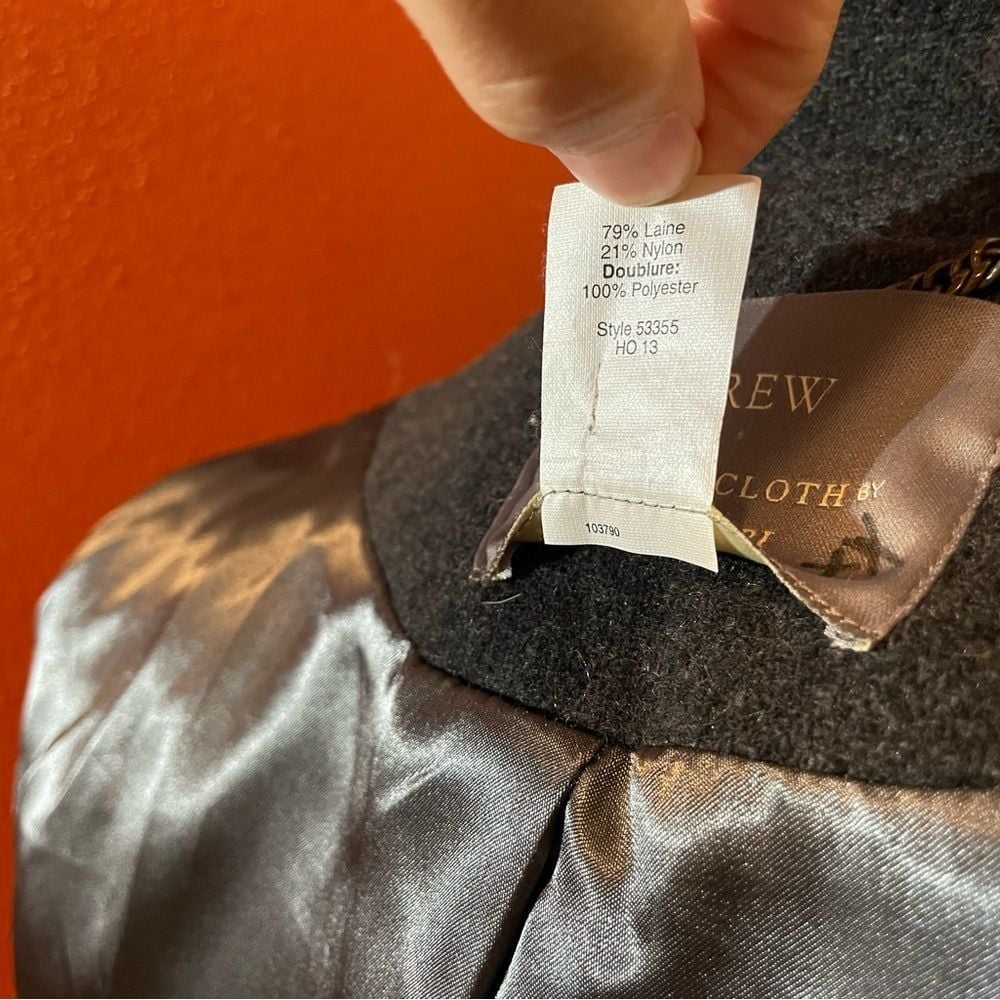 79% Laine
21% Nylon
Doublure:
100% Polyester
Style 53355
HO 13
103790
REW
CLOTH BY